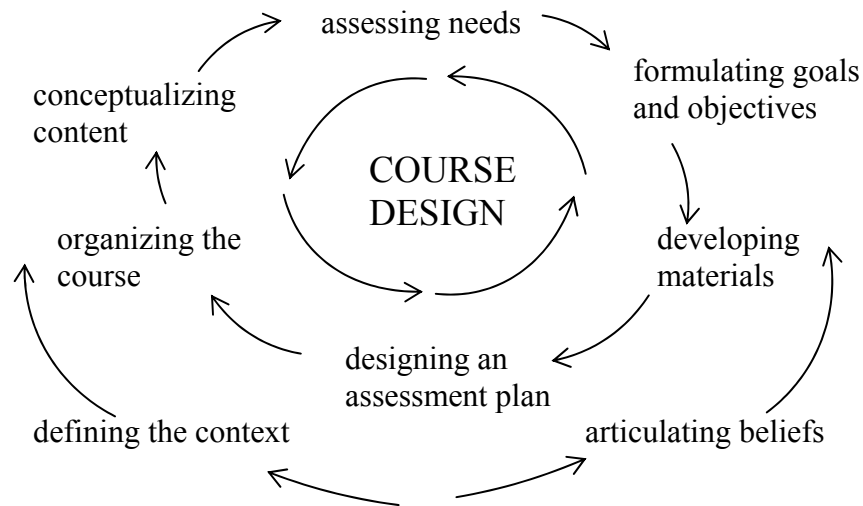 assessing needs
conceptualizing
content
formulating goals
and objectives
COURSE
DESIGN
organizing the
course
developing
materials
designing an
assessment plan
defining the context
articulating beliefs